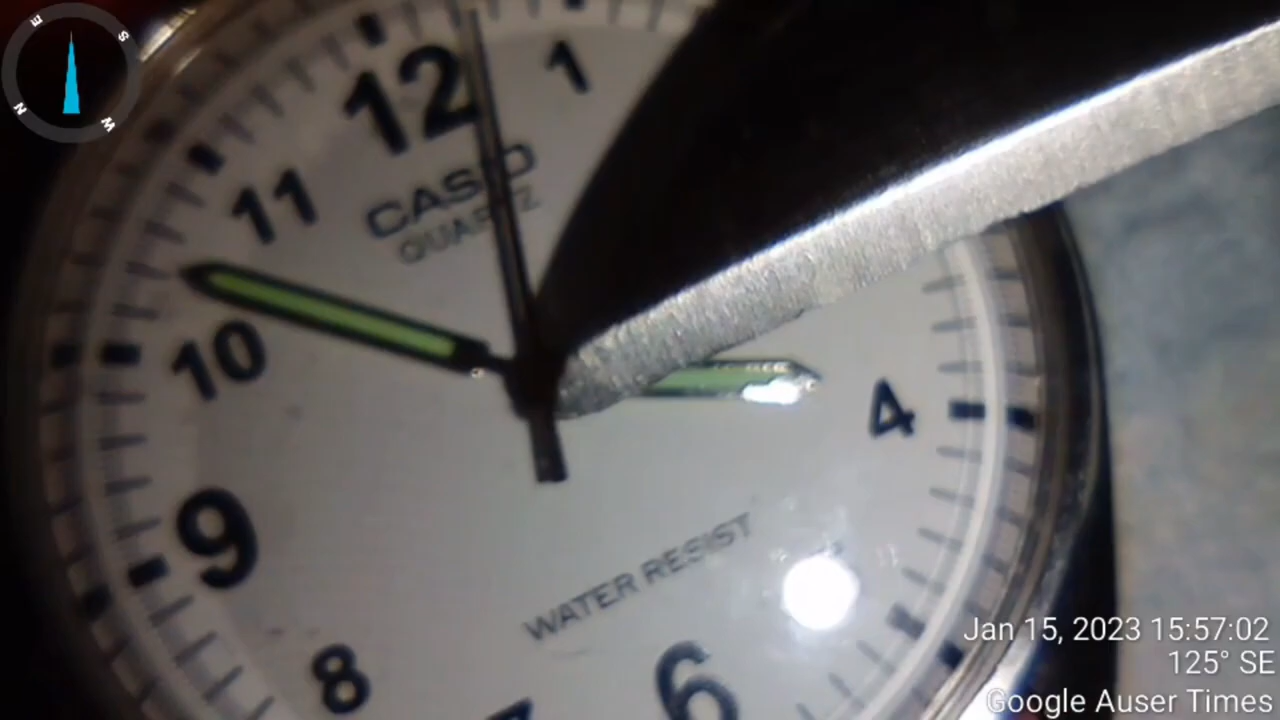 E
S
N
W
12
1
11
CASIO
QUARTZ
10
4
9
WATER RESIST
8
6
7
Jan 15, 2023 15:57:02
125° SE
Google Auser Times